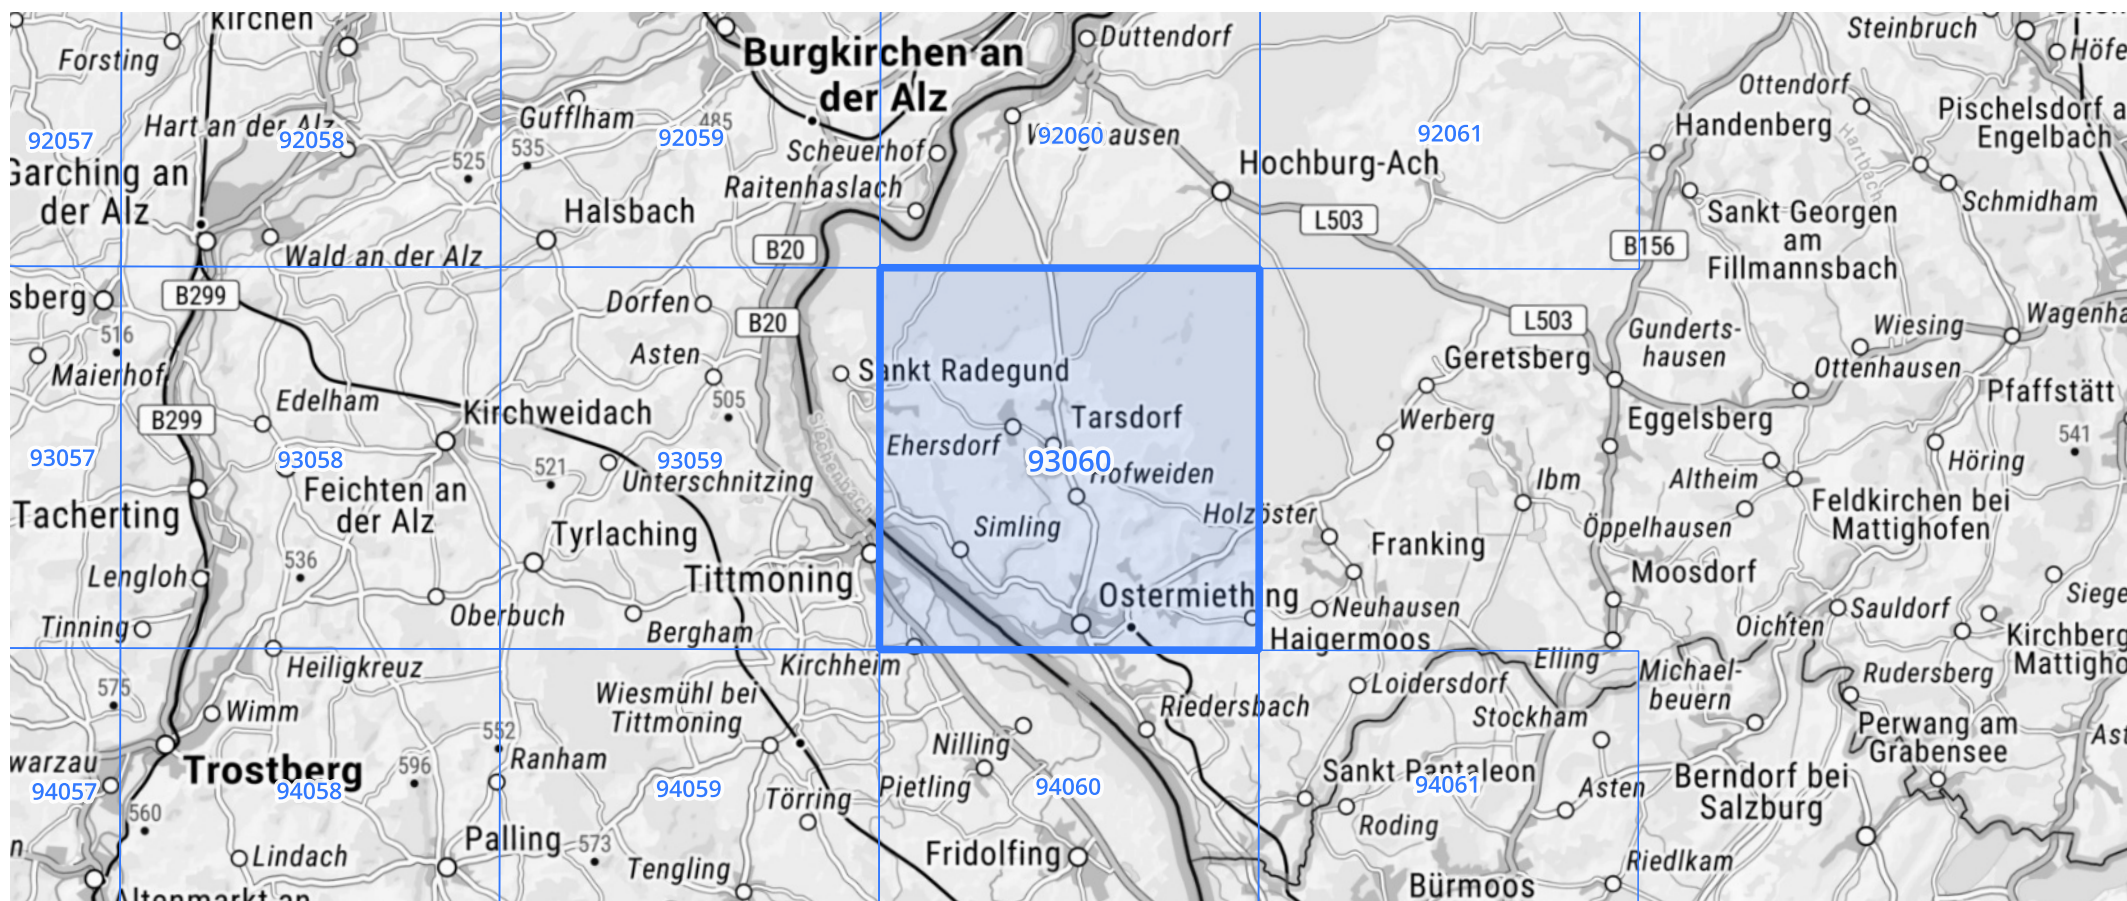 kirchen
Forsting
Burgkirchen an
der Alz
Duttendorf
Steinbruch
Höfe
Ottendorf
Pischelsdorf a
Engelbach
Hart an der Alz
92057
92058
Gufflham
485
92059
92060
hausen
92061
Handenberg
Hartbach
Garching an
der Alz
525
535
Scheuerhof
Raitenhaslach
Hochburg-Ach
Schmidham
Halsbach
L503
Sankt Georgen
am
Fillmannsbach
Wald an der Alz
B20
B156
sberg
B299
Dorfen
B20
L503
Gunderts-
hausen
Wiesing
Wagenha
516
Maierhof
Asten
Sankt Radegund
Geretsberg
Ottenhausen
Pfaffstätt
B299
Edelham
Kirchweidach
505
Siechenbach
Tarsdorf
Werberg
Eggelsberg
541
93057
93058
93059
Ehersdorf
93060
Hofweiden
Höring
521
Unterschnitzing
Ibm
Altheim
Tacherting
Feichten an
der Alz
Holzöster
Feldkirchen bei
Mattighofen
Tyrlaching
Simling
Franking
Öppelhausen
536
Lengloh
Tittmoning
Ostermiething
Moosdorf
Siege
Oberbuch
Neuhausen
Sauldorf
Tinning
Bergham
Haigermoos
Oichten
Kirchberg
Mattigho
Heiligkreuz
Kirchheim
Elling
Michael-
beuern
Rudersberg
575
Wimm
Wiesmühl bei
Tittmoning
Loidersdorf
Riedersbach
Stockham
Perwang am
Grabensee
Ast
552
Nilling
warzau
Trostberg
596
Ranham
94057
94058
94059
Törring
Pietling
94060
Sankt Pantaleon
94061
Asten
Berndorf bei
Salzburg
560
Roding
n
Lindach
Palling
573
Tengling
Fridolfing
Riedlkam
Bürmoos
Altenmarkt an